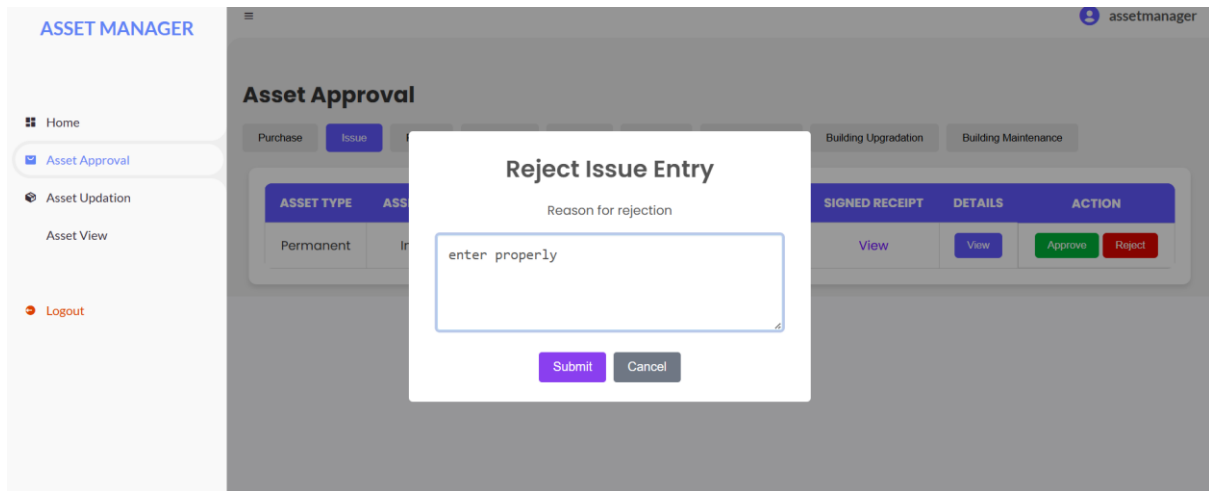 ASSET MANAGER
assetmanager
Home
Asset Approval
Asset Updation
Asset View
Logout
Asset Approval
Purchase Issue Building Upgradation Building Maintenance
ASSET TYPE SIGNED RECEIPT DETAILS ACTION
Permanent View View Approve Reject
Reject Issue Entry
Reason for rejection
enter properly
Submit Cancel